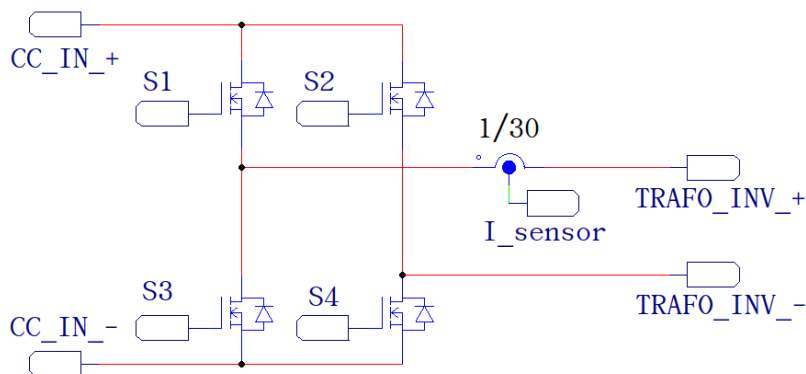 CC_IN_+
S1
S2
1/30
TRAFO_INV_+
I_sensor
S3
S4
TRAFO_INV_-
CC_IN_-